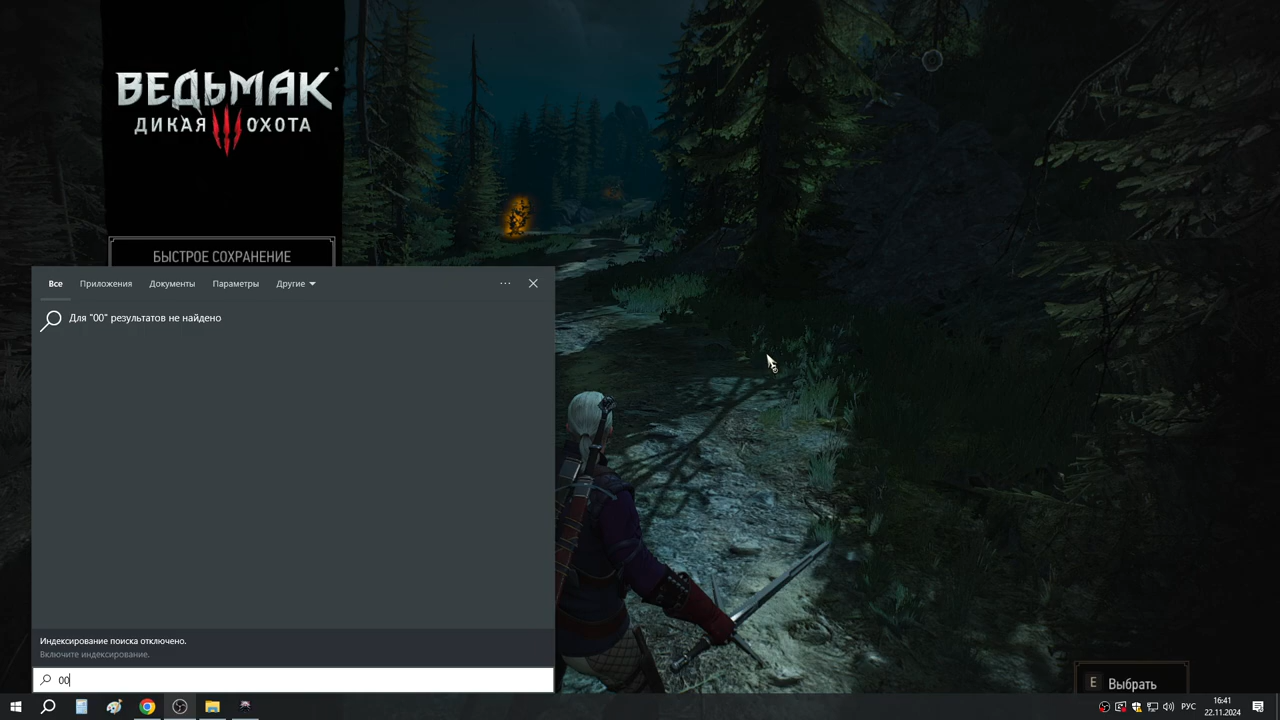 ВЕДЬМАК
ДИКАЯ III ОХОТА
БЫСТРОЕ СОХРАНЕНИЕ
Все Приложения Документы Параметры Другие
Для "00" результатов не найдено
Индексирование поиска отключено.
Включите индексирование.
00
E Выбрать
РУС
16:41
22.11.2024